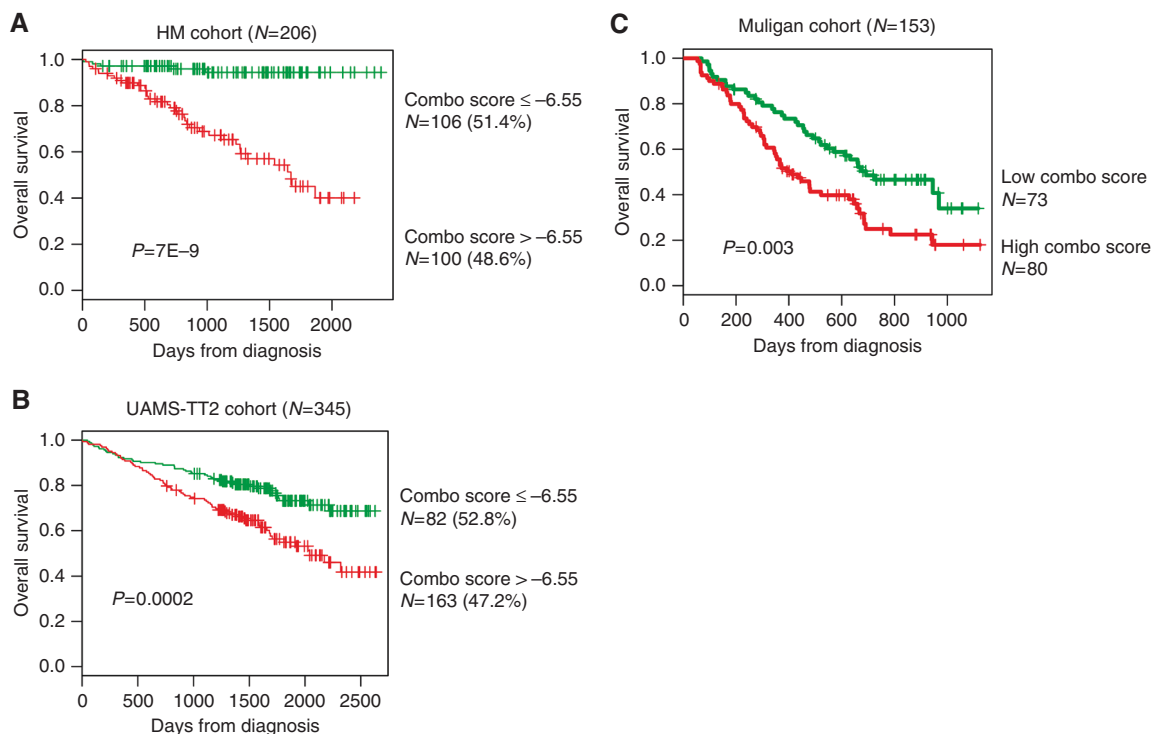 A
HM cohort (N=206)
Overall survival
1.0
0.8
0.6
0.4
0.2
0.0
P=7E–9
0 500 1000 1500 2000
Days from diagnosis
Combo score ≤ –6.55
N=106 (51.4%)
Combo score > –6.55
N=100 (48.6%)
B
UAMS-TT2 cohort (N=345)
Overall survival
1.0
0.8
0.6
0.4
0.2
0.0
P=0.0002
0 500 1000 1500 2000 2500
Days from diagnosis
Combo score ≤ –6.55
N=82 (52.8%)
Combo score > –6.55
N=163 (47.2%)
C
Muligan cohort (N=153)
Overall survival
1.0
0.8
0.6
0.4
0.2
0.0
P=0.003
0 200 400 600 800 1000
Days from diagnosis
Low combo score
N=73
High combo score
N=80